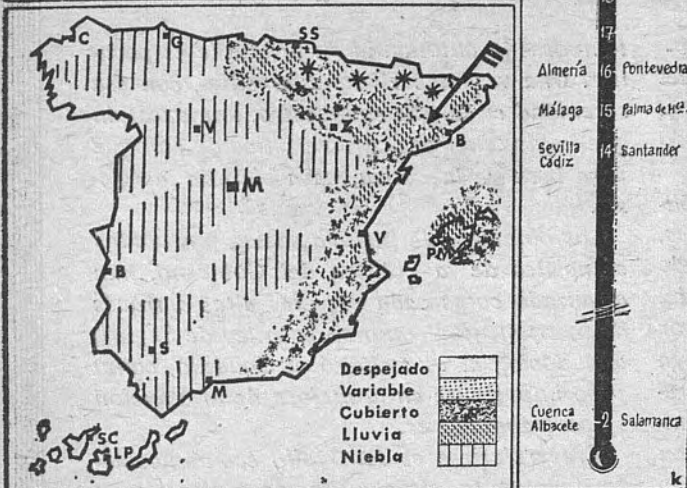 C
G
SS
V
Z
B
M
V
PM
B
S
M
SC
LP
Despejado
Variable
Cubierto
Lluvia
Niebla
17
Almería 16 Pontevedra
Málaga 15 Palma de Mca.
Sevilla 14 Santander
Cádiz
Cuenca -2 Salamanca
Albacete
k